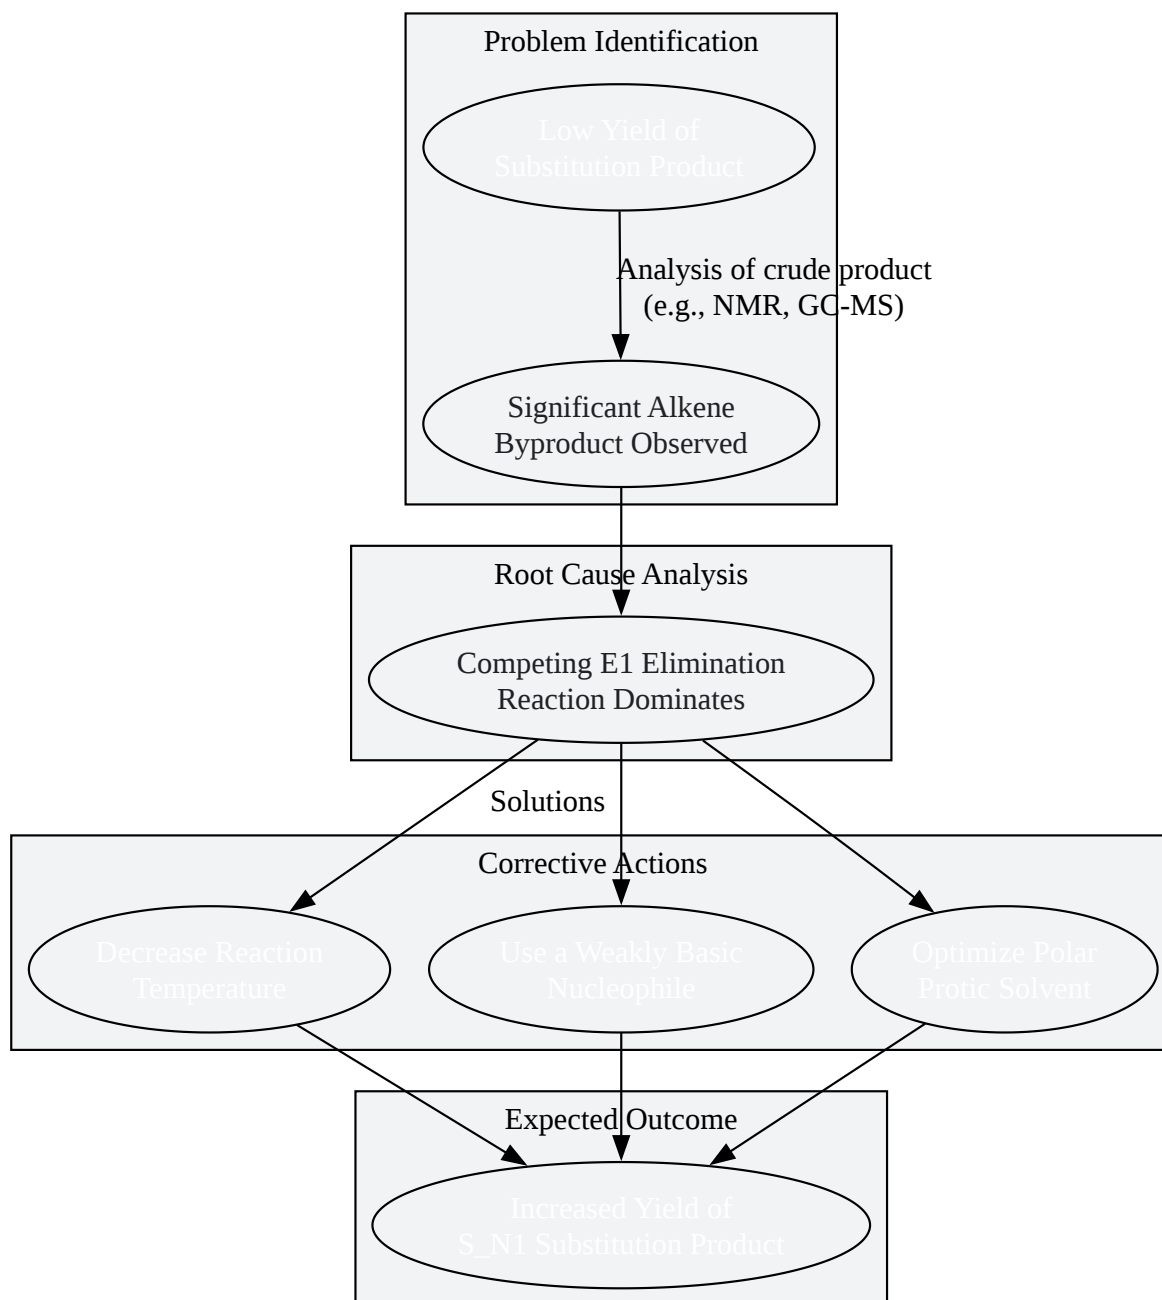 Problem Identification
Low Yield of
Substitution Product
Analysis of crude product
(e.g., NMR, GC-MS)
Significant Alkene
Byproduct Observed
Root Cause Analysis
Competing E1 Elimination
Reaction Dominates
Solutions
Corrective Actions
Decrease Reaction
Temperature
Use a Weakly Basic
Nucleophile
Optimize Polar
Protic Solvent
Expected Outcome
Increased Yield of
S_N1 Substitution Product